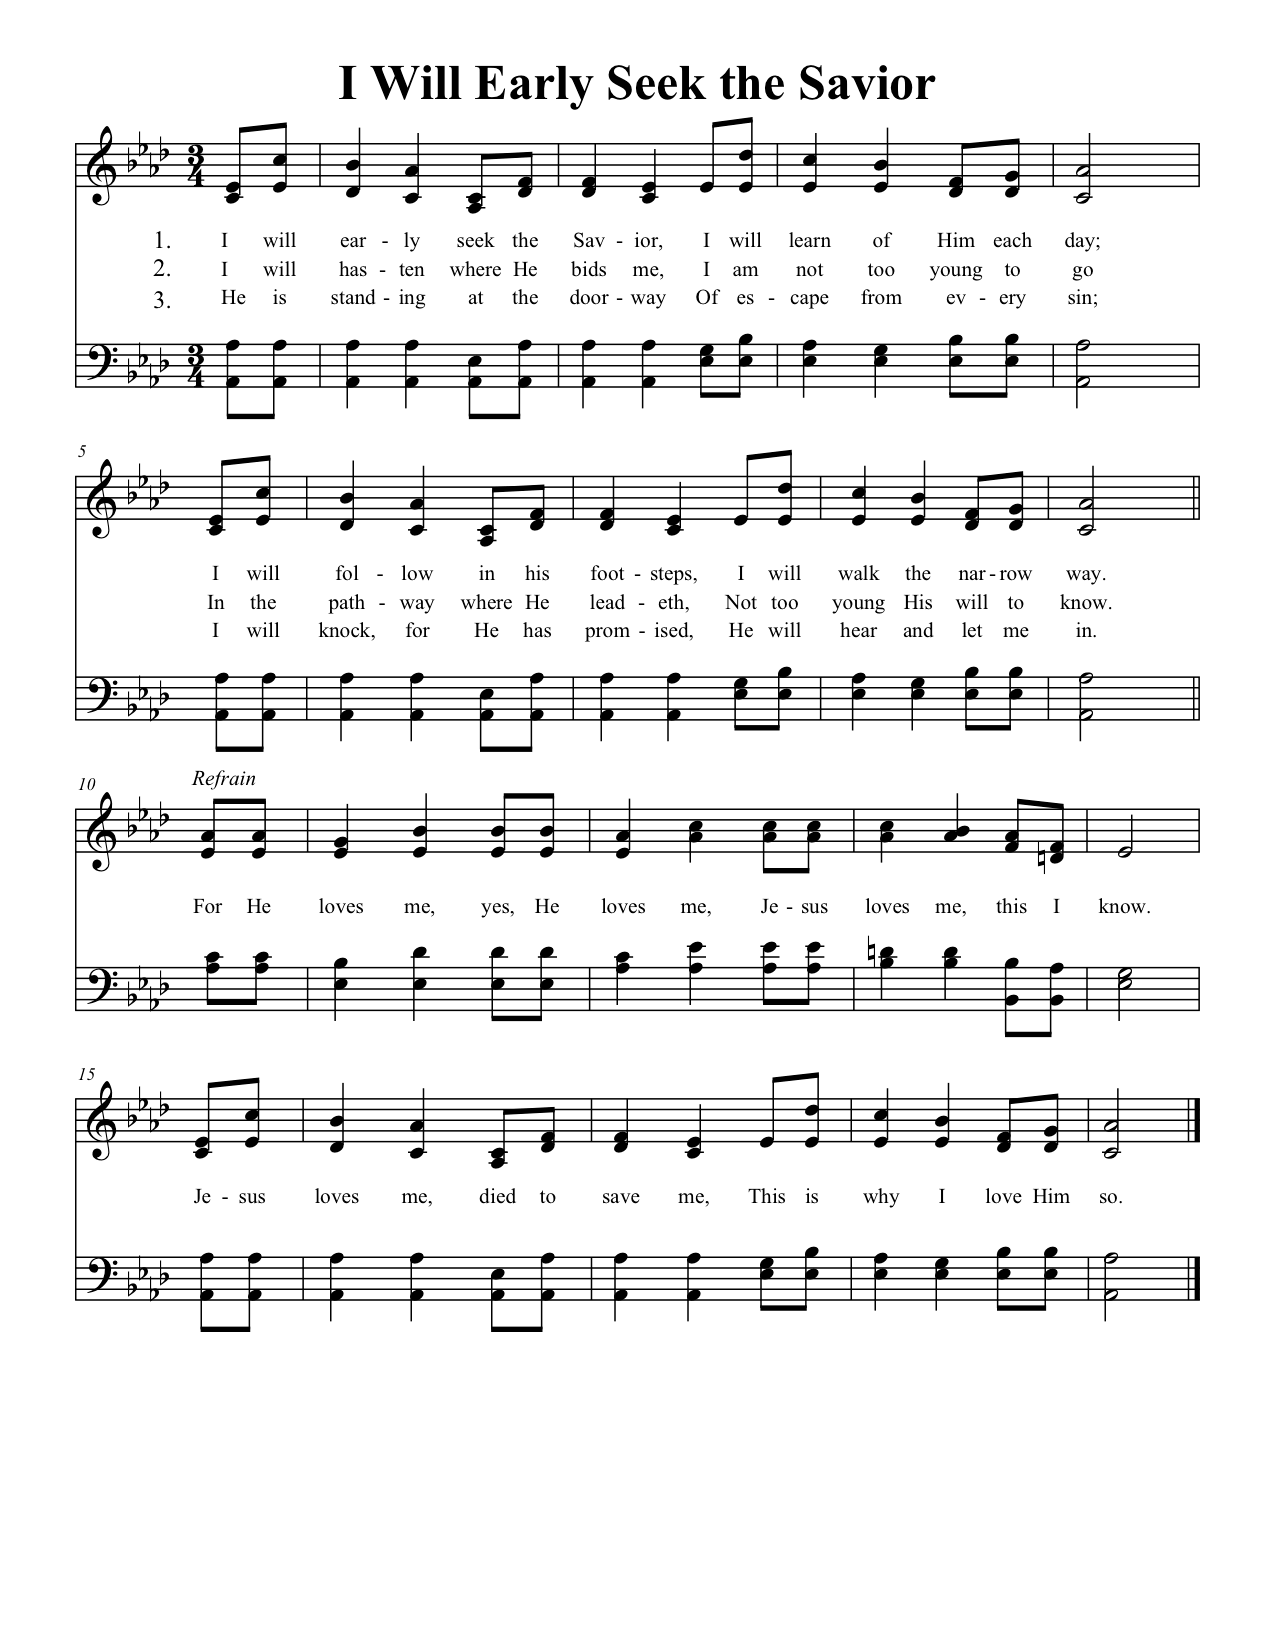 I Will Early Seek the Savior
3
4
1. I will ear - ly seek the Sav - ior, I will learn of Him each day;
2. I will has - ten where He bids me, I am not too young to go
3. He is stand - ing at the door - way Of es - cape from ev - ery sin;
3
4
5
I will fol - low in his foot - steps, I will walk the nar - row way.
In the path - way where He lead - eth, Not too young His will to know.
I will knock, for He has prom - ised, He will hear and let me in.
10
Refrain
For He loves me, yes, He loves me, Je - sus loves me, this I know.
15
Je - sus loves me, died to save me, This is why I love Him so.